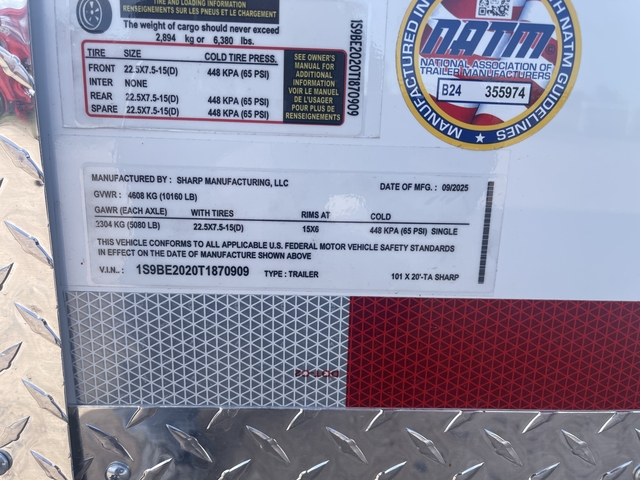 TIRE AND LOADING INFORMATION
RENSEIGNEMENTS SUR LES PNEUS ET LE CHARGEMENT
The weight of cargo should never exceed
2,894 kg or 6,380 lbs.
TIRE SIZE COLD TIRE PRESS.
FRONT 22.5X7.5-15(D) 448 KPA (65 PSI)
INTER NONE
REAR 22.5X7.5-15(D) 448 KPA (65 PSI)
SPARE 22.5X7.5-15(D) 448 KPA (65 PSI)
SEE OWNER'S
MANUAL FOR
ADDITIONAL
INFORMATION
VOIR LE MANUEL
DE L'USAGER
POUR PLUS DE
RENSEIGNEMENTS
1S9BE2020T1870909
MANUFACTURED IN
NATM GUIDELINES
NATM
NATIONAL ASSOCIATION OF
TRAILER MANUFACTURERS
B24 355974
MANUFACTURED BY : SHARP MANUFACTURING, LLC
DATE OF MFG. : 09/2025
GVWR : 4608 KG (10160 LB)
GAWR (EACH AXLE) WITH TIRES RIMS AT COLD
2304 KG (5080 LB) 22.5X7.5-15(D) 15X6 448 KPA (65 PSI) SINGLE
THIS VEHICLE CONFORMS TO ALL APPLICABLE U.S. FEDERAL MOTOR VEHICLE SAFETY STANDARDS
IN EFFECT ON THE DATE OF MANUFACTURE SHOWN ABOVE
V.I.N. : 1S9BE2020T1870909 TYPE : TRAILER 101 X 20'-TA SHARP
DOT-C2